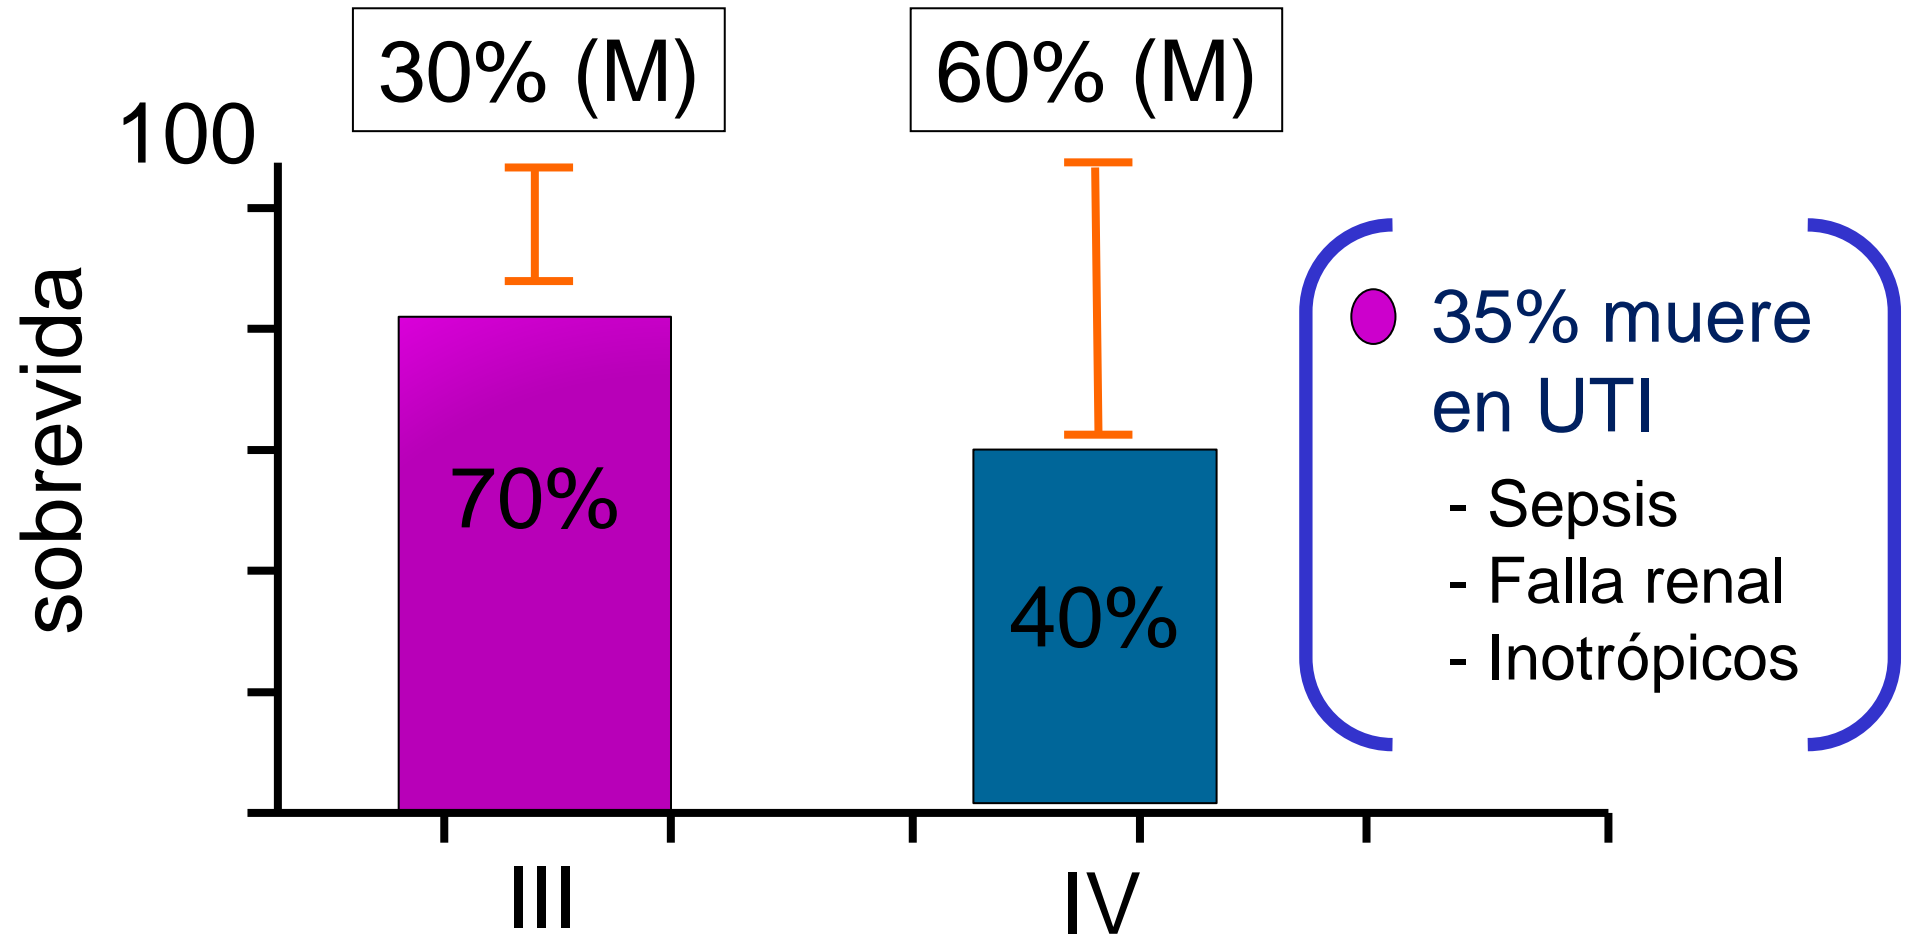 30% (M)
60% (M)
100
sobrevida
70%
40%
35% muere
en UTI
- Sepsis
- Falla renal
- Inotrópicos
III
IV